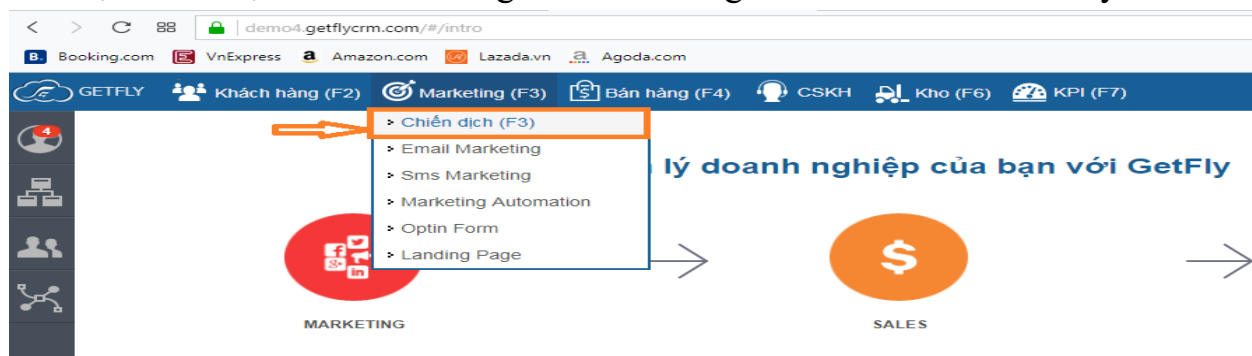 demo4.getflycrm.com/#/intro
B. Booking.com VnExpress a Amazon.com Lazada.vn a Agoda.com
GETFLY Khách hàng (F2) Marketing (F3) Bán hàng (F4) CSKH Kho (F6) KPI (F7)
4
Chiến dịch (F3)
Email Marketing
Sms Marketing
Marketing Automation
Optin Form
Landing Page
lý doanh nghiệp của bạn với GetFly
MARKETING
SALES